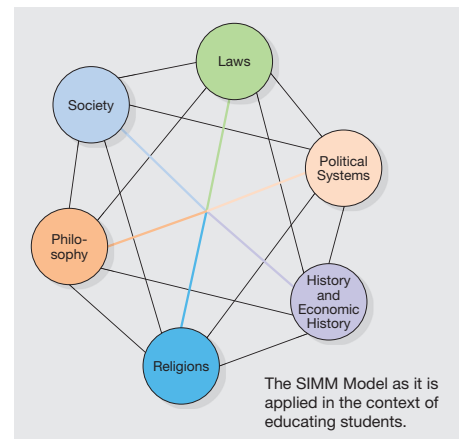 Laws
Society
Political
Systems
Philo-
sophy
History
and
Economic
History
Religions
The SIMM Model as it is
applied in the context of
educating students.